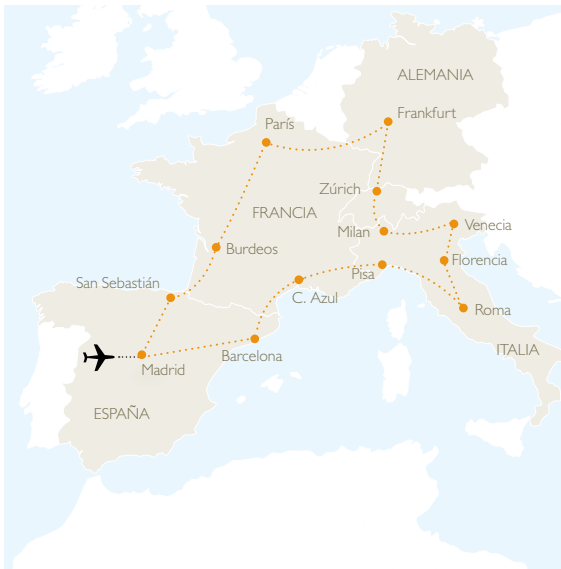 ALEMANIA
Frankfurt
París
Zúrich
FRANCIA
Milan
Venecia
Burdeos
Florencia
Pisa
San Sebastián
C. Azul
Roma
Barcelona
ITALIA
Madrid
ESPAÑA